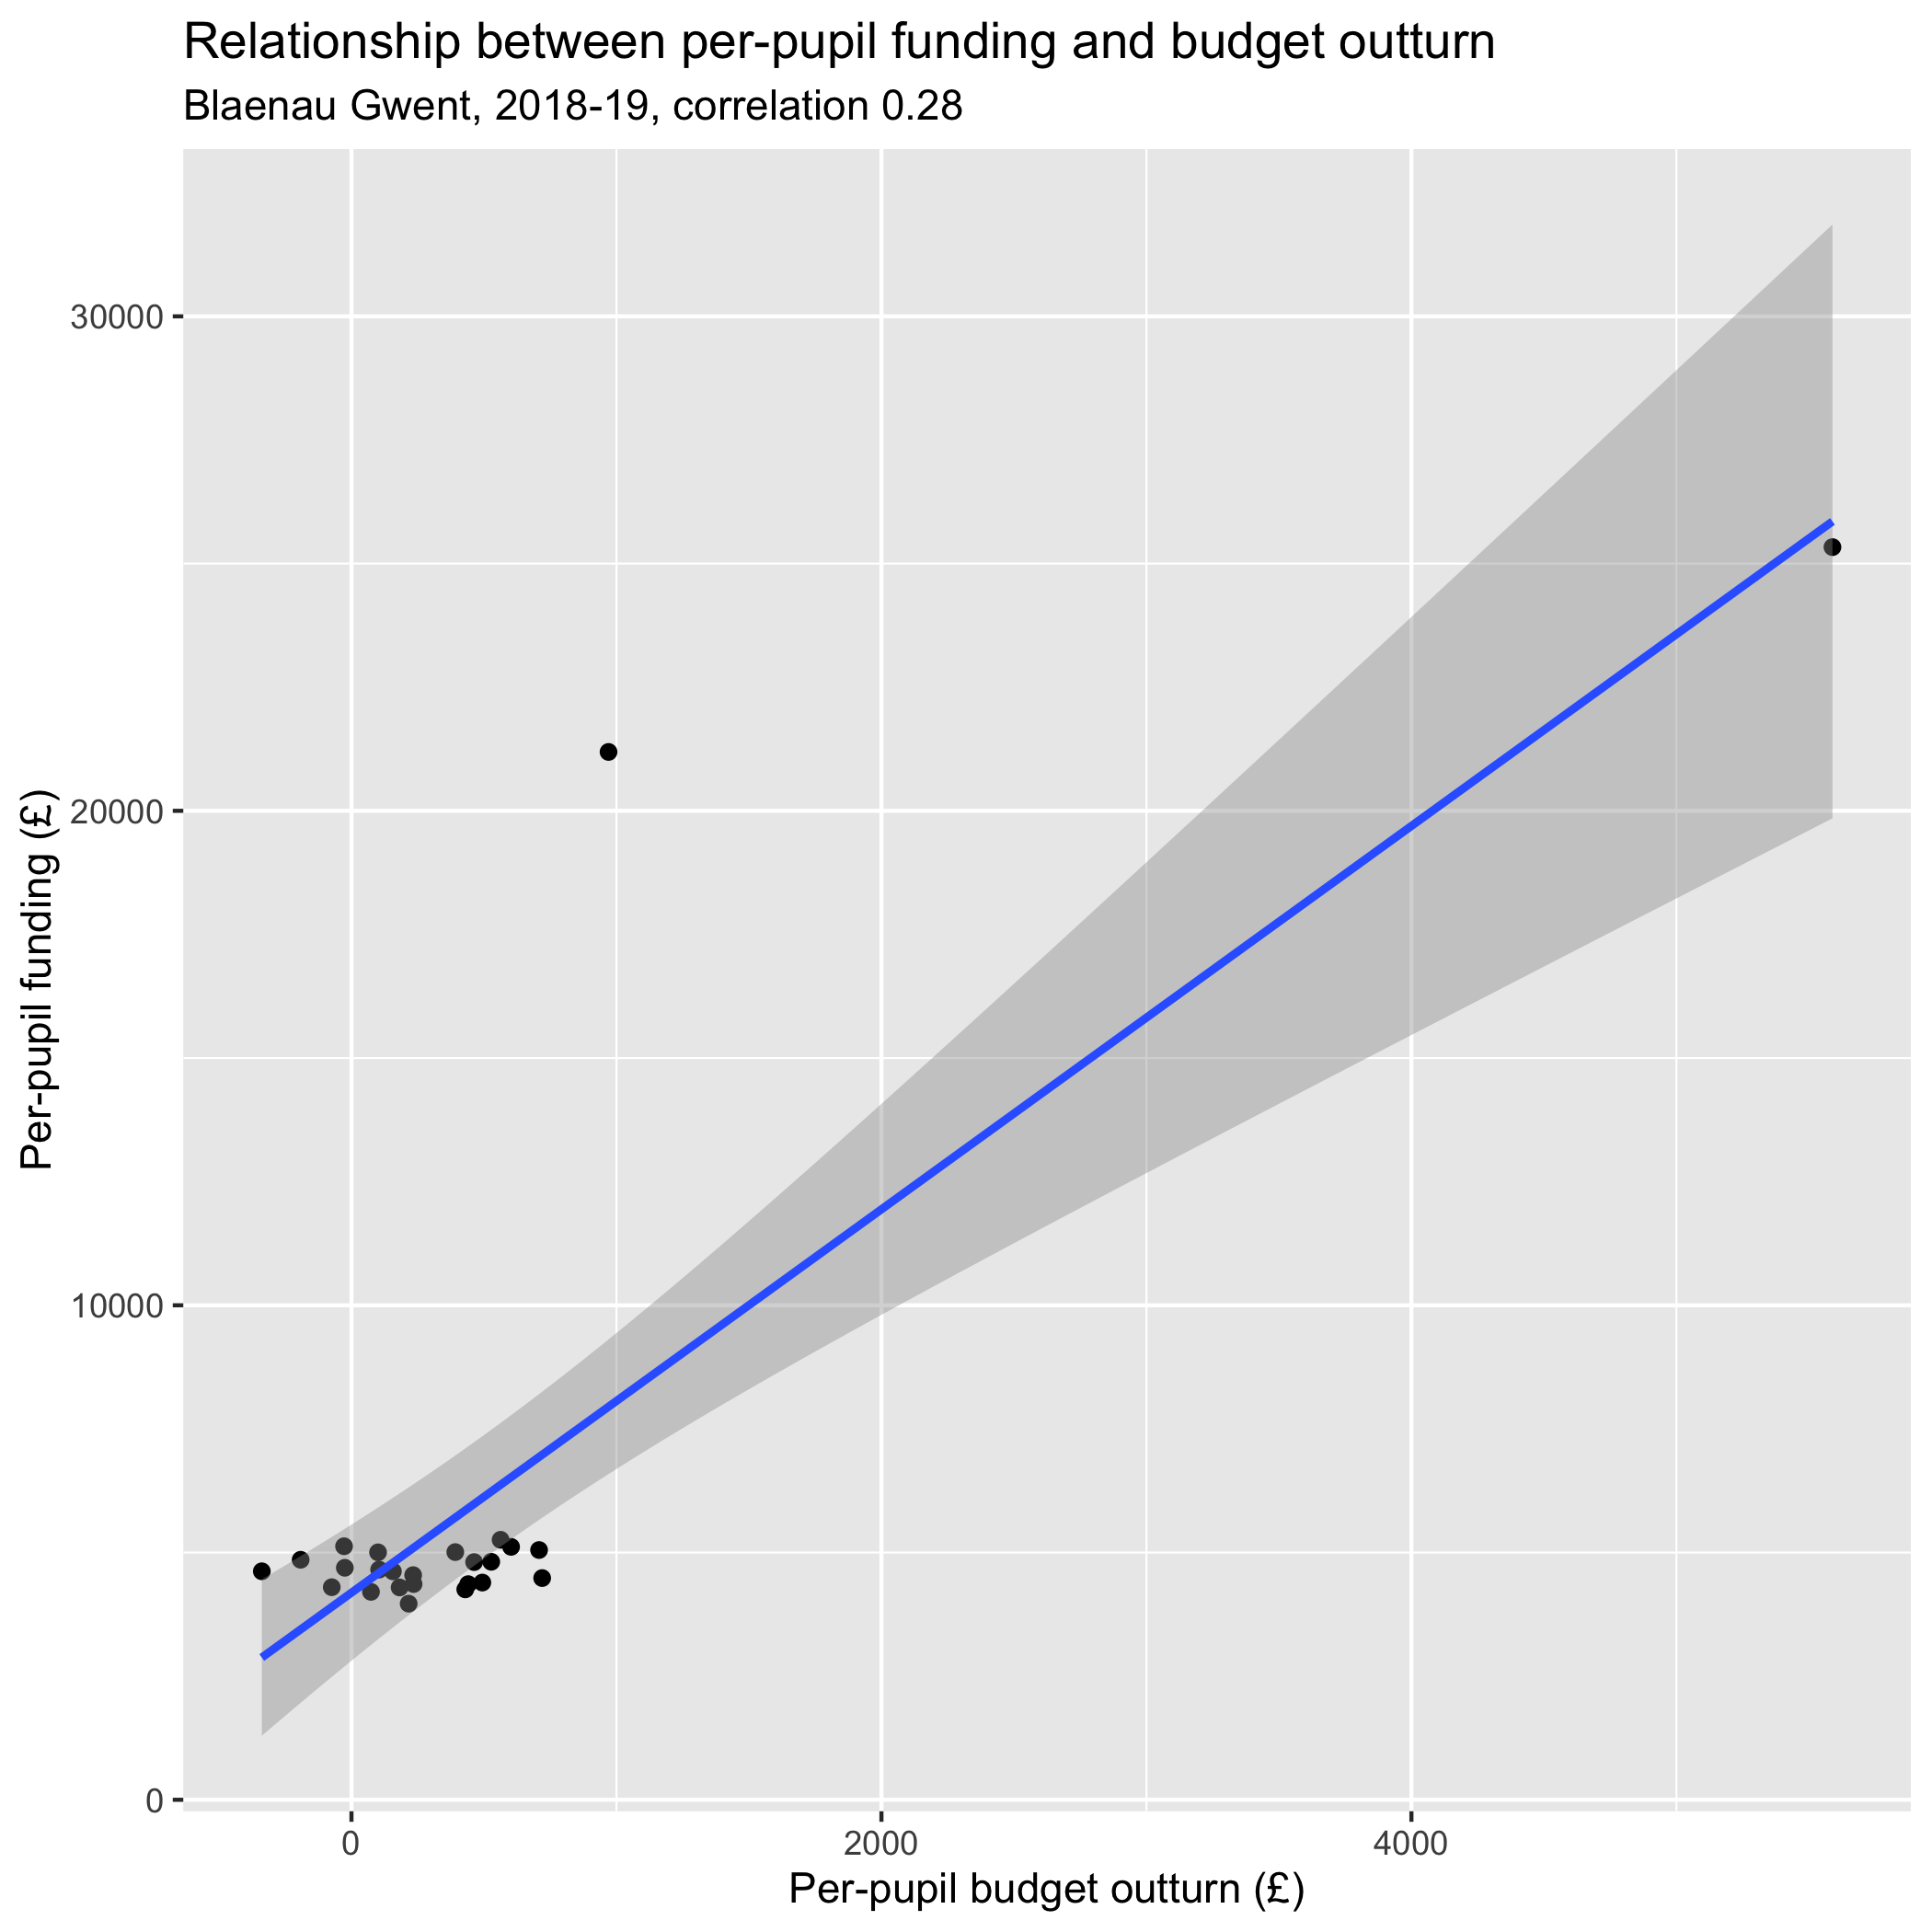 Relationship between per-pupil funding and budget outturn
Blaenau Gwent, 2018-19, correlation 0.28
30000
20000
10000
0
Per-pupil funding (£)
0
2000
4000
Per-pupil budget outturn (£)